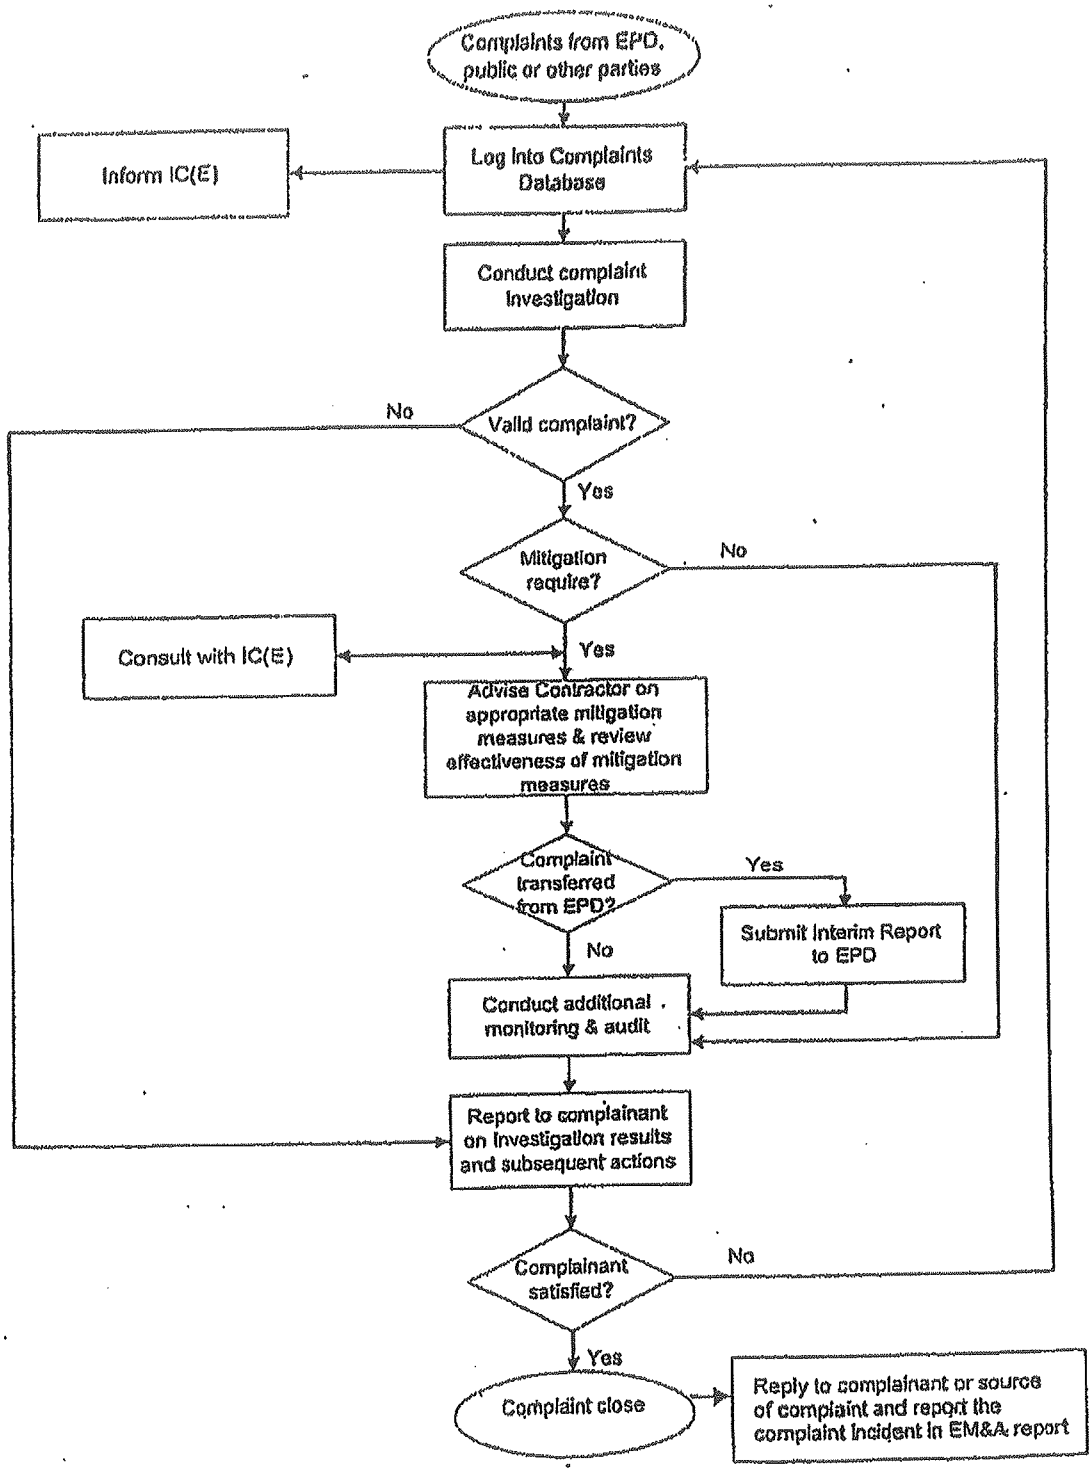 Complaints from EPD,
public or other parties
Log Into Complaints
Database
Inform IC(E)
Conduct complaint
Investigation
No
Valid complaint?
Yes
Mitigation
require?
No
Yes
Consult with IC(E)
Advise Contractor on
appropriate mitigation
measures & review
effectiveness of mitigation
measures
Complaint
transferred
from EPD?
Yes
Submit Interim Report
to EPD
No
Conduct additional
monitoring & audit
Report to complainant
on Investigation results
and subsequent actions
Complainant
satisfied?
No
Yes
Complaint close
Reply to complainant or source
of complaint and report the
complaint incident in EM&A report